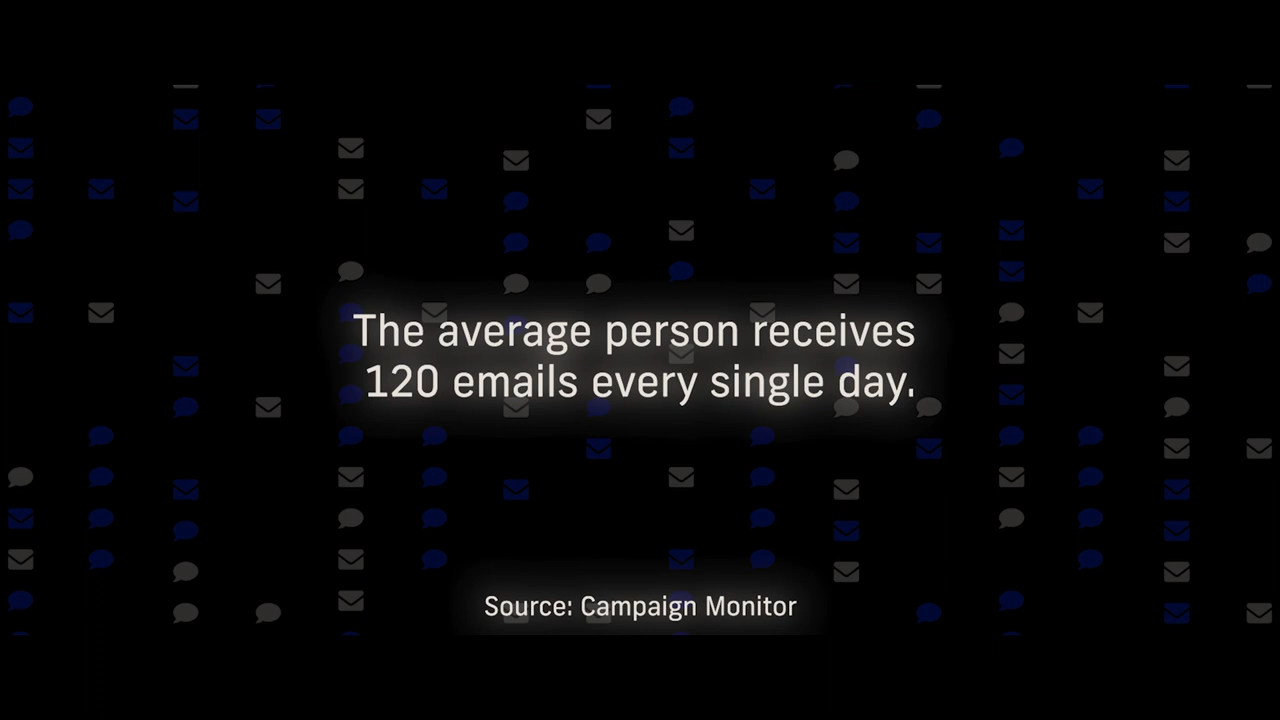 The average person receives
120 emails every single day.
Source: Campaign Monitor